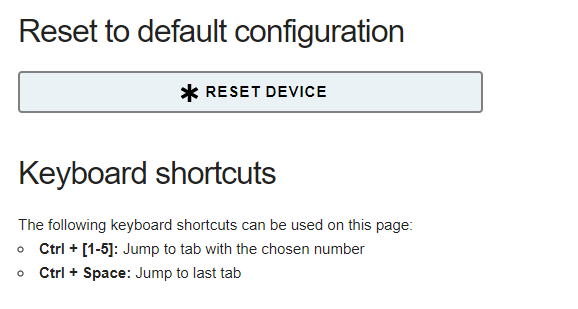 Reset to default configuration
RESET DEVICE
Keyboard shortcuts
The following keyboard shortcuts can be used on this page:
Ctrl + [1-5]: Jump to tab with the chosen number
Ctrl + Space: Jump to last tab